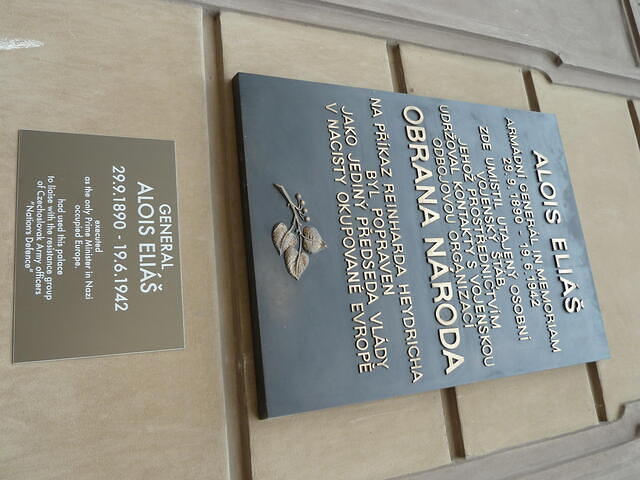 ALOIS ELIÁŠ
ARMÁDNÍ GENERÁL IN MEMORIAM
29. 9. 1890 - 19. 6. 1942
ZDE UMÍSTIL UTAJENÝ OSOBNÍ
VOJENSKÝ ŠTÁB,
JEHOŽ PROSTŘEDNICTVÍM
UDRŽOVAL KONTAKTY S VOJENSKOU
ODBOJOVOU ORGANIZACÍ
OBRANA NÁRODA
NA PŘÍKAZ REINHARDA HEYDRICHA
BYL POPRAVEN
JAKO JEDINÝ PŘEDSEDA VLÁDY
V NACISTY OKUPOVANÉ EVROPĚ
GENERAL
ALOIS ELIÁŠ
29.9.1890 - 19.6.1942
executed
as the only Prime Minister in Nazi
occupied Europe,
had used this palace
to liaise with the resistance group
of Czechoslovak Army officers
"Nation's Defence"